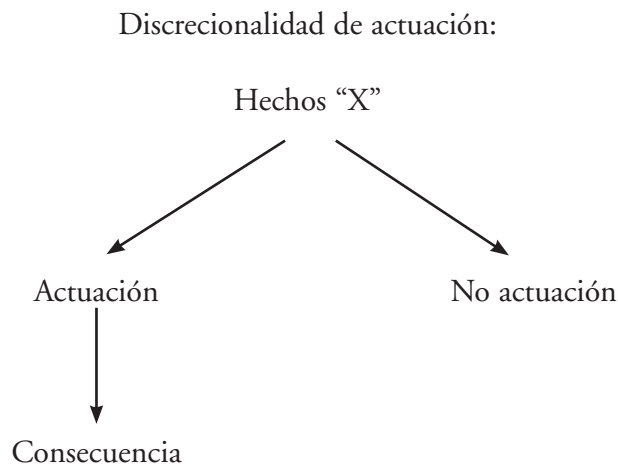 Discrecionalidad de actuación:
Hechos “X”
Actuación
No actuación
Consecuencia